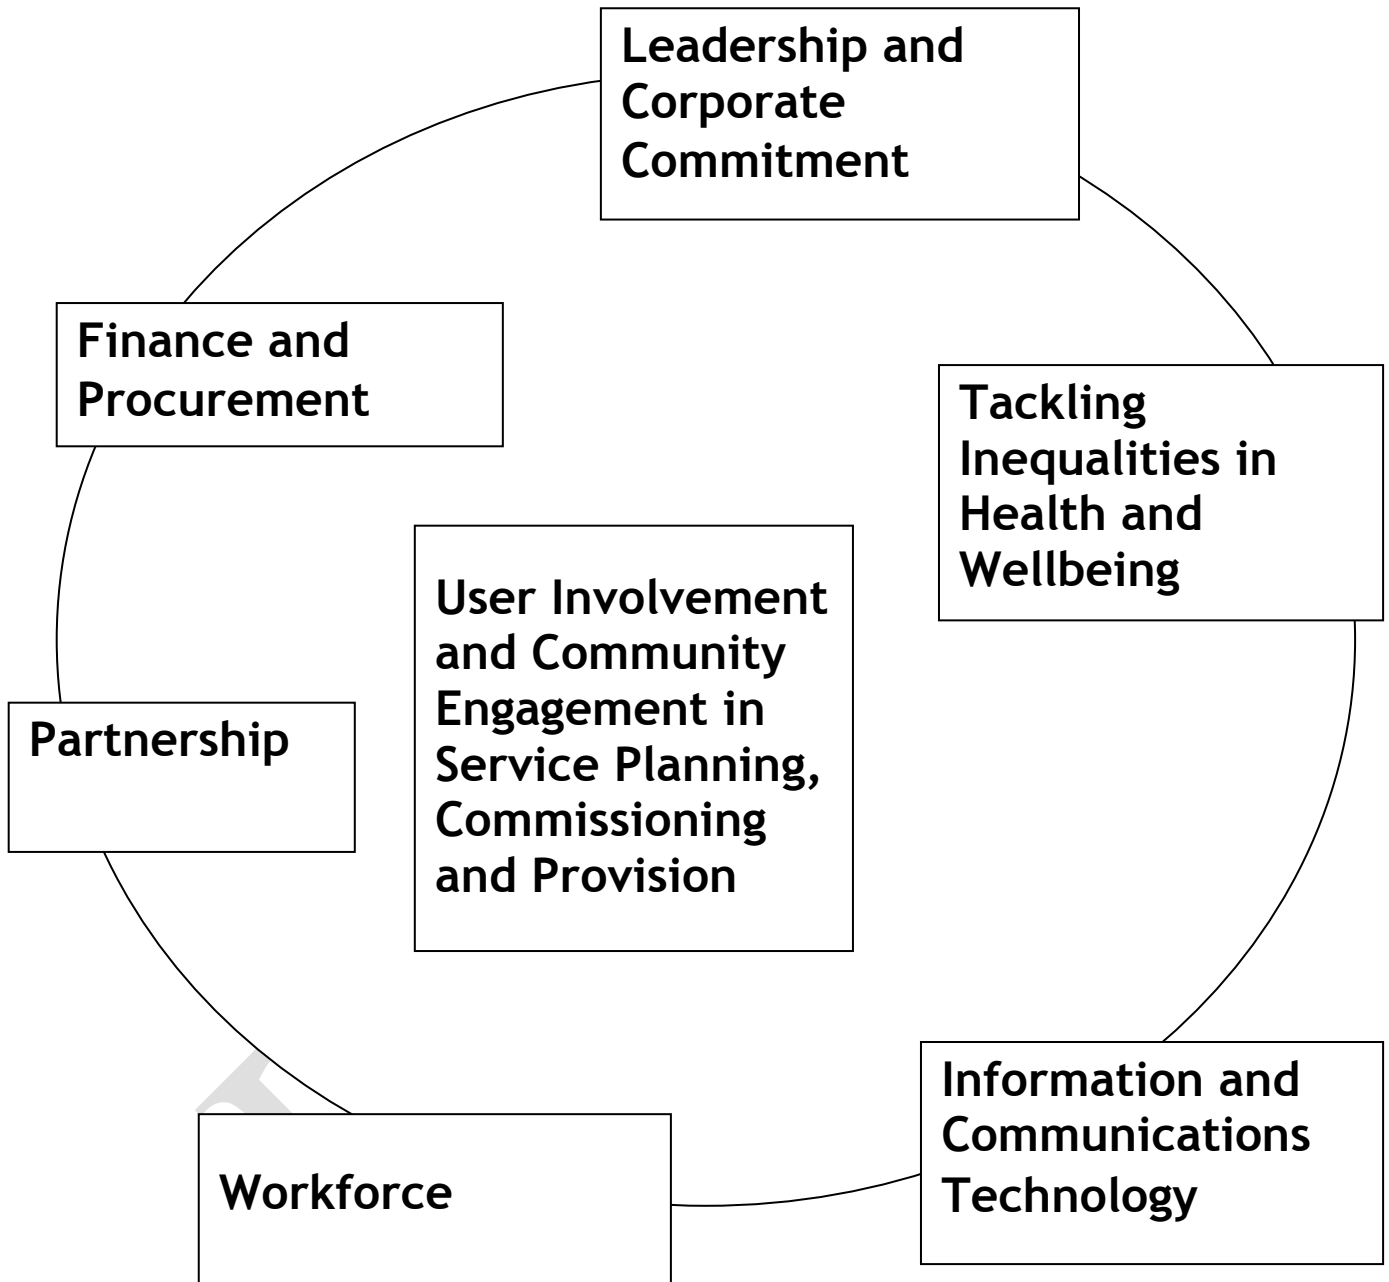 Leadership and
Corporate
Commitment
Finance and
Procurement
Tackling
Inequalities in
Health and
Wellbeing
User Involvement
and Community
Engagement in
Service Planning,
Commissioning
and Provision
Partnership
Information and
Communications
Technology
Workforce